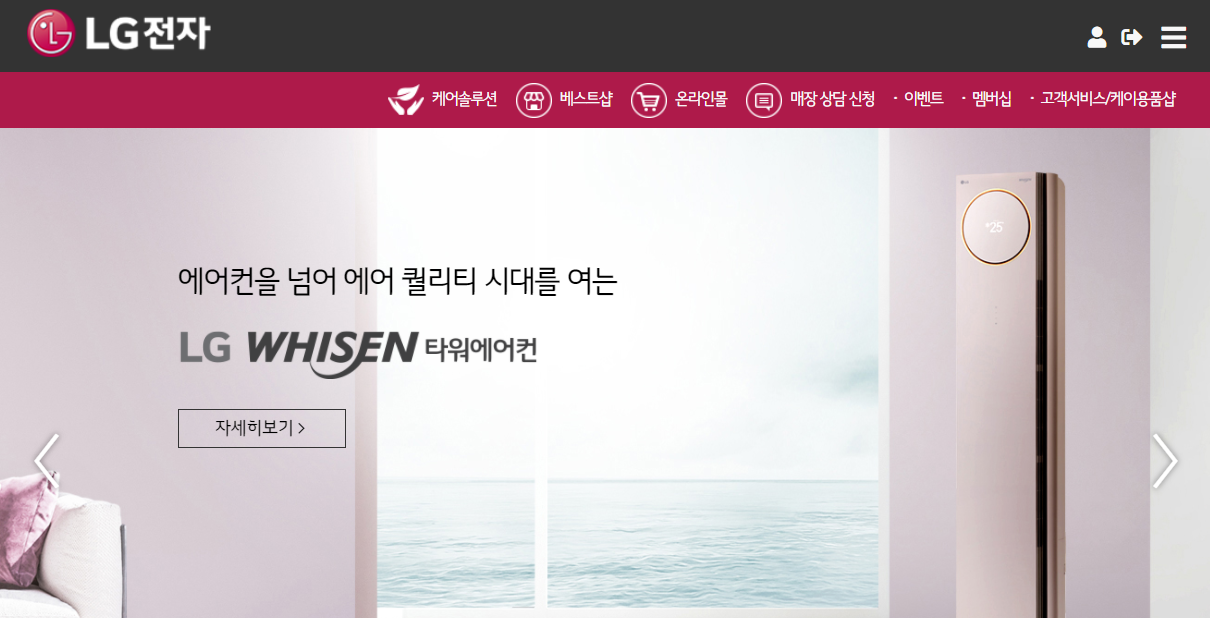 LG전자
케어솔루션 베스트샵 온라인몰 매장 상담 신청 · 이벤트 · 멤버십 · 고객서비스/케이용품샵
에어컨을 넘어 에어 퀄리티 시대를 여는
LG WHISEN 타워에어컨
자세히보기 >
25